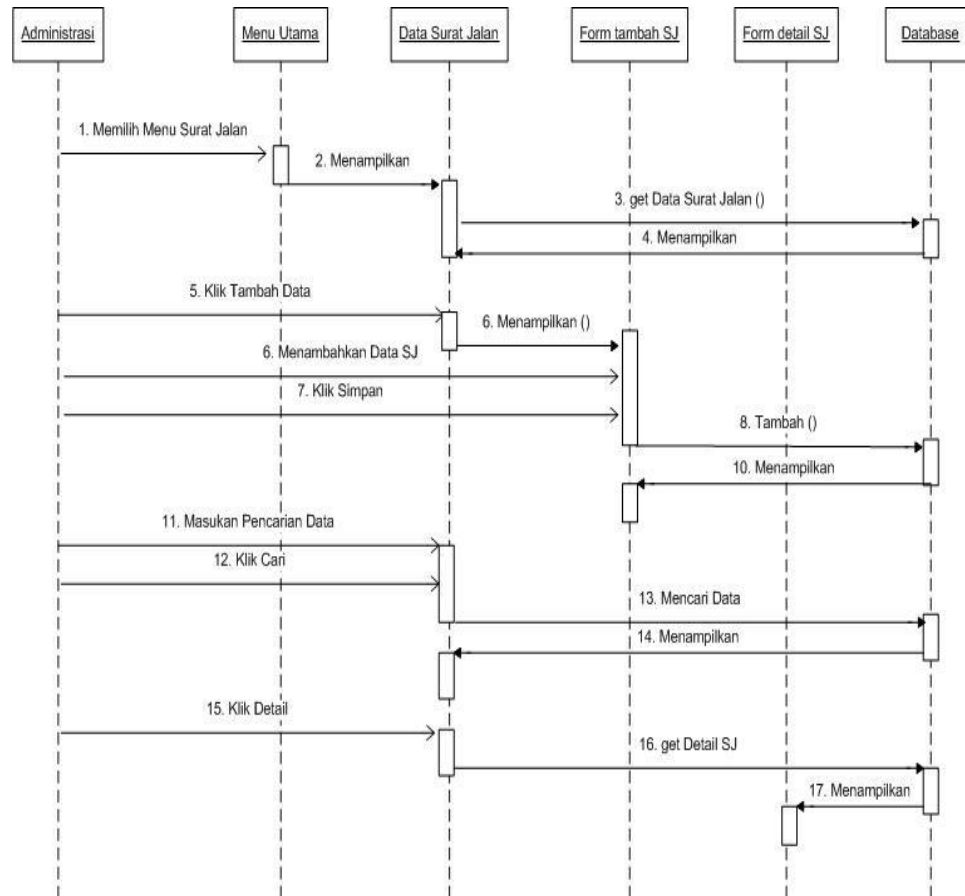 Administrasi
Menu Utama
Data Surat Jalan
Form tambah SJ
Form detail SJ
Database
1. Memilih Menu Surat Jalan
2. Menampilkan
3. get Data Surat Jalan ()
4. Menampilkan
5. Klik Tambah Data
6. Menampilkan ()
6. Menambahkan Data SJ
7. Klik Simpan
8. Tambah ()
10. Menampilkan
11. Masukan Pencarian Data
12. Klik Cari
13. Mencari Data
14. Menampilkan
15. Klik Detail
16. get Detail SJ
17. Menampilkan